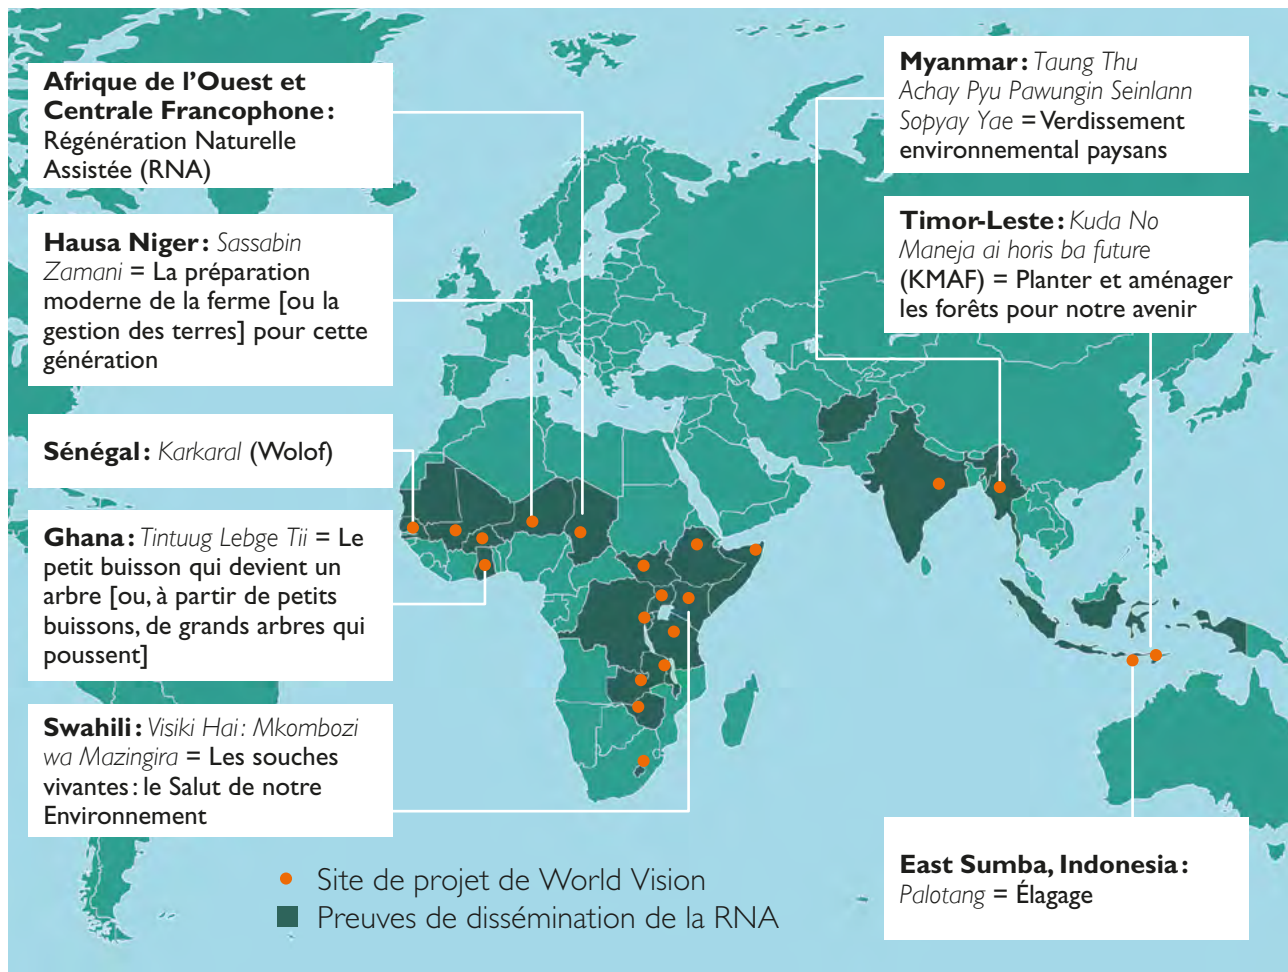 Afrique de l'Ouest et
Centrale Francophone:
Régénération Naturelle
Assistée (RNA)
Hausa Niger: Sassabin
Zamani = La préparation
moderne de la ferme [ou la
gestion des terres] pour cette
génération
Sénégal: Karkaral (Wolof)
Ghana: Tintuug Lebge Tii = Le
petit buisson qui devient un
arbre [ou, à partir de petits
buissons, de grands arbres qui
poussent]
Swahili: Visiki Hai: Mkombozi
wa Mazingira = Les souches
vivantes: le Salut de notre
Environnement
Myanmar: Taung Thu
Achay Pyu Pawungin Seinlann
Sopyay Yae = Verdissement
environmental paysans
Timor-Leste: Kuda No
Maneja ai horis ba future
(KMAF) = Planter et aménager
les forêts pour notre avenir
East Sumba, Indonesia:
Palotang = Élagage
Site de projet de World Vision
Preuves de dissémination de la RNA